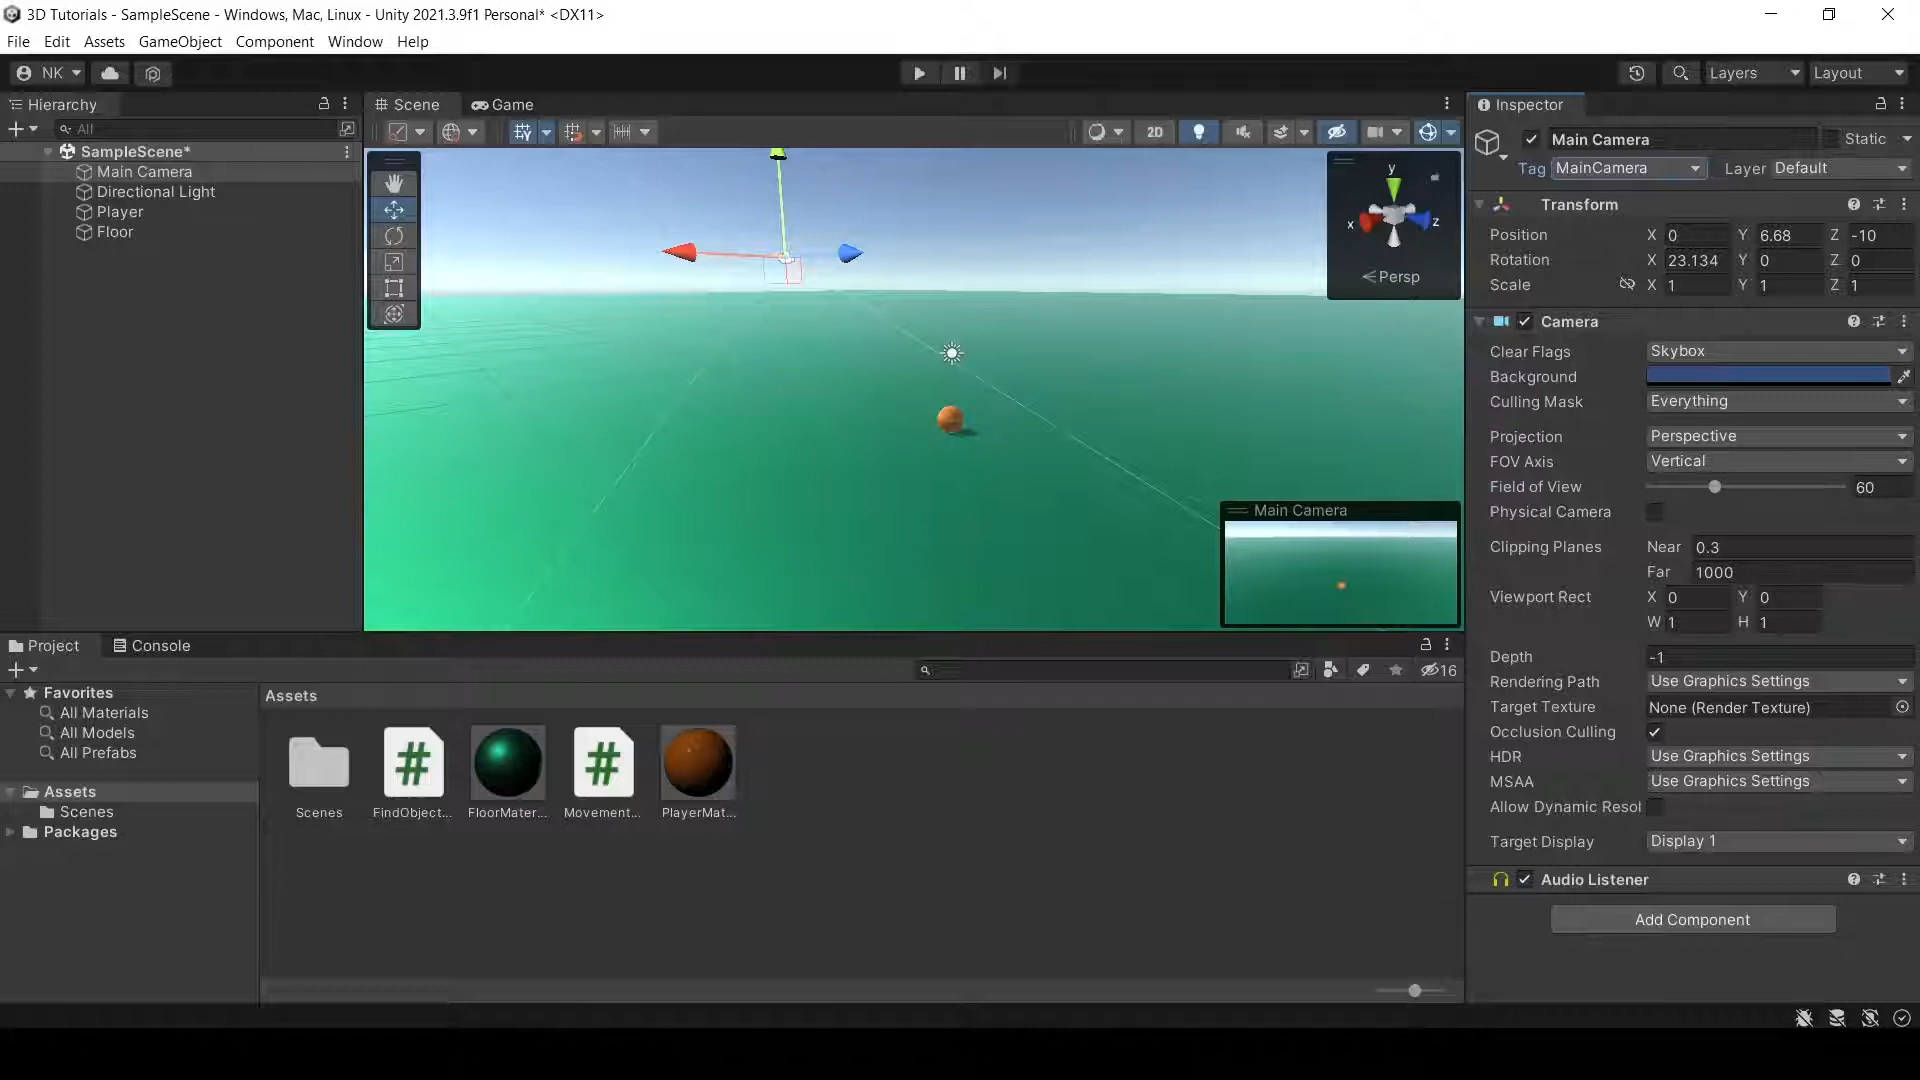 3D Tutorials - SampleScene - Windows, Mac, Linux - Unity 2021.3.9f1 Personal* <DX11>
File Edit Assets GameObject Component Window Help
NK
Layers
Layout
Hierarchy
All
SampleScene*
Main Camera
Directional Light
Player
Floor
Scene
Game
2D
y
x
z
Persp
Main Camera
Inspector
Main Camera
Static
Tag MainCamera Layer Default
Transform
Position X 0 Y 6.68 Z -10
Rotation X 23.134 Y 0 Z 0
Scale X 1 Y 1 Z 1
Camera
Clear Flags Skybox
Background
Culling Mask Everything
Projection Perspective
FOV Axis Vertical
Field of View 60
Physical Camera
Clipping Planes Near 0.3
Far 1000
Viewport Rect X 0 Y 0
W 1 H 1
Depth -1
Rendering Path Use Graphics Settings
Target Texture None (Render Texture)
Occlusion Culling
HDR Use Graphics Settings
MSAA Use Graphics Settings
Allow Dynamic Resol
Target Display Display 1
Audio Listener
Add Component
Project
Console
16
Favorites
All Materials
All Models
All Prefabs
Assets
Scenes
Packages
Assets
Scenes
FindObject...
FloorMater...
Movement...
PlayerMat...